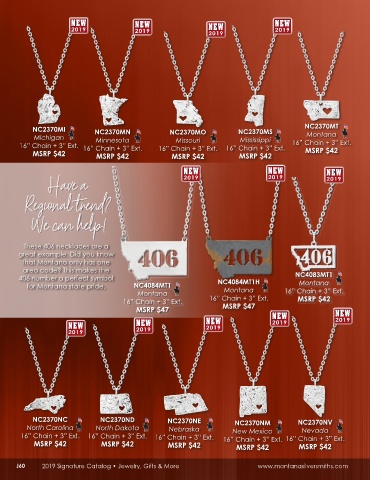 NEW
2019
NEW
2019
NEW
2019
NEW
2019
NC2370MI
Michigan
16" Chain + 3" Ext.
MSRP $42
NC2370MN
Minnesota
16" Chain + 3" Ext.
MSRP $42
NC2370MO
Missouri
16" Chain + 3" Ext.
MSRP $42
NC2370MS
Mississippi
16" Chain + 3" Ext.
MSRP $42
NC2370MT
Montana
16" Chain + 3" Ext.
MSRP $42
Have a
Regional trend?
We can help!
These 406 necklaces are a
great example. Did you know
that Montana only has one
area code? This makes the
406 number a perfect symbol
for Montana state pride.
NEW
2019
NEW
2019
NEW
2019
406
406
406
NC4084MT1
Montana
16" Chain + 3" Ext.
MSRP $47
NC4084MT1H
Montana
16" Chain + 3" Ext.
MSRP $47
NC4083MT1
Montana
16" Chain + 3" Ext.
MSRP $42
NEW
2019
NEW
2019
NEW
2019
NEW
2019
NEW
2019
NC2370NC
North Carolina
16" Chain + 3" Ext.
MSRP $42
NC2370ND
North Dakota
16" Chain + 3" Ext.
MSRP $42
NC2370NE
Nebraska
16" Chain + 3" Ext.
MSRP $42
NC2370NM
New Mexico
16" Chain + 3" Ext.
MSRP $42
NC2370NV
Nevada
16" Chain + 3" Ext.
MSRP $42
J60 2019 Signature Catalog • Jewelry, Gifts & More
www.montanasilversmiths.com